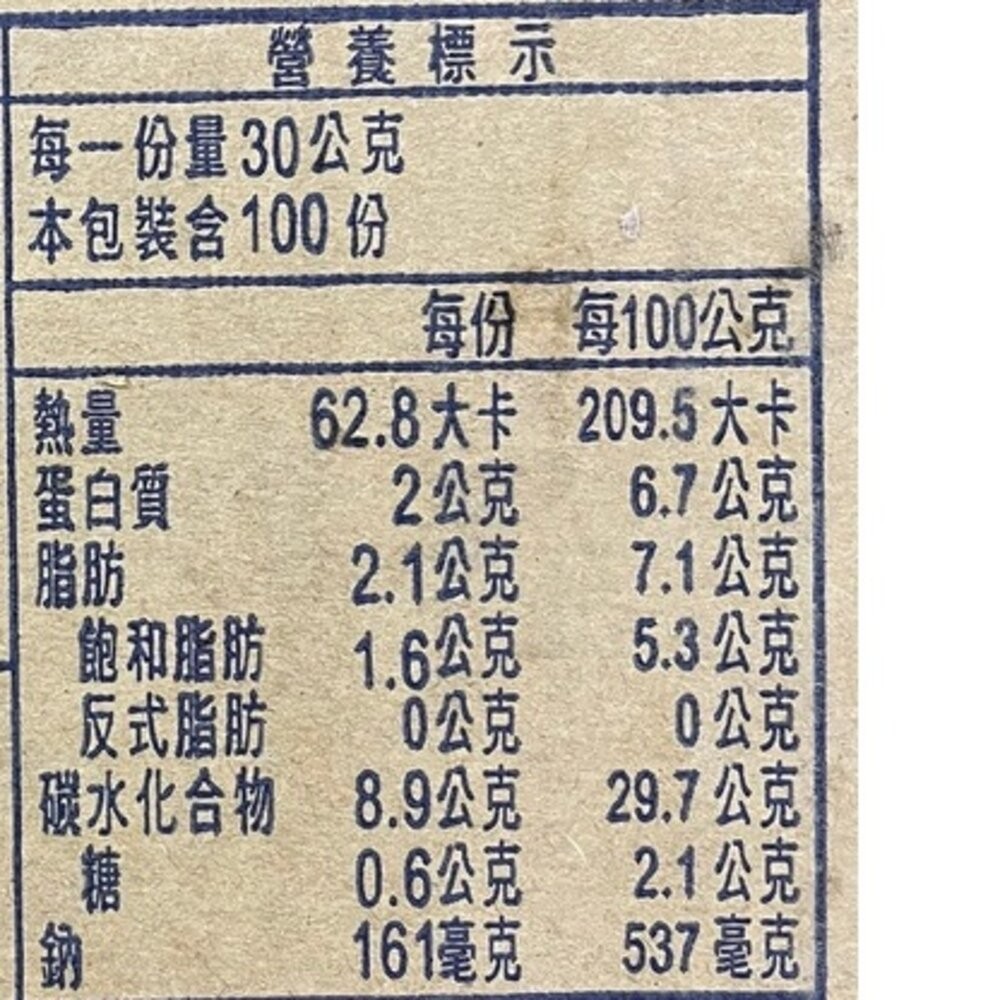 營養標示
每一份量30公克
本包裝含100份
每份 每100公克
熱量 62.8大卡 209.5大卡
蛋白質 2公克 6.7公克
脂肪 2.1公克 7.1公克
飽和脂肪 1.6公克 5.3公克
反式脂肪 0公克 0公克
碳水化合物 8.9公克 29.7公克
糖 0.6公克 2.1公克
鈉 161毫克 537毫克